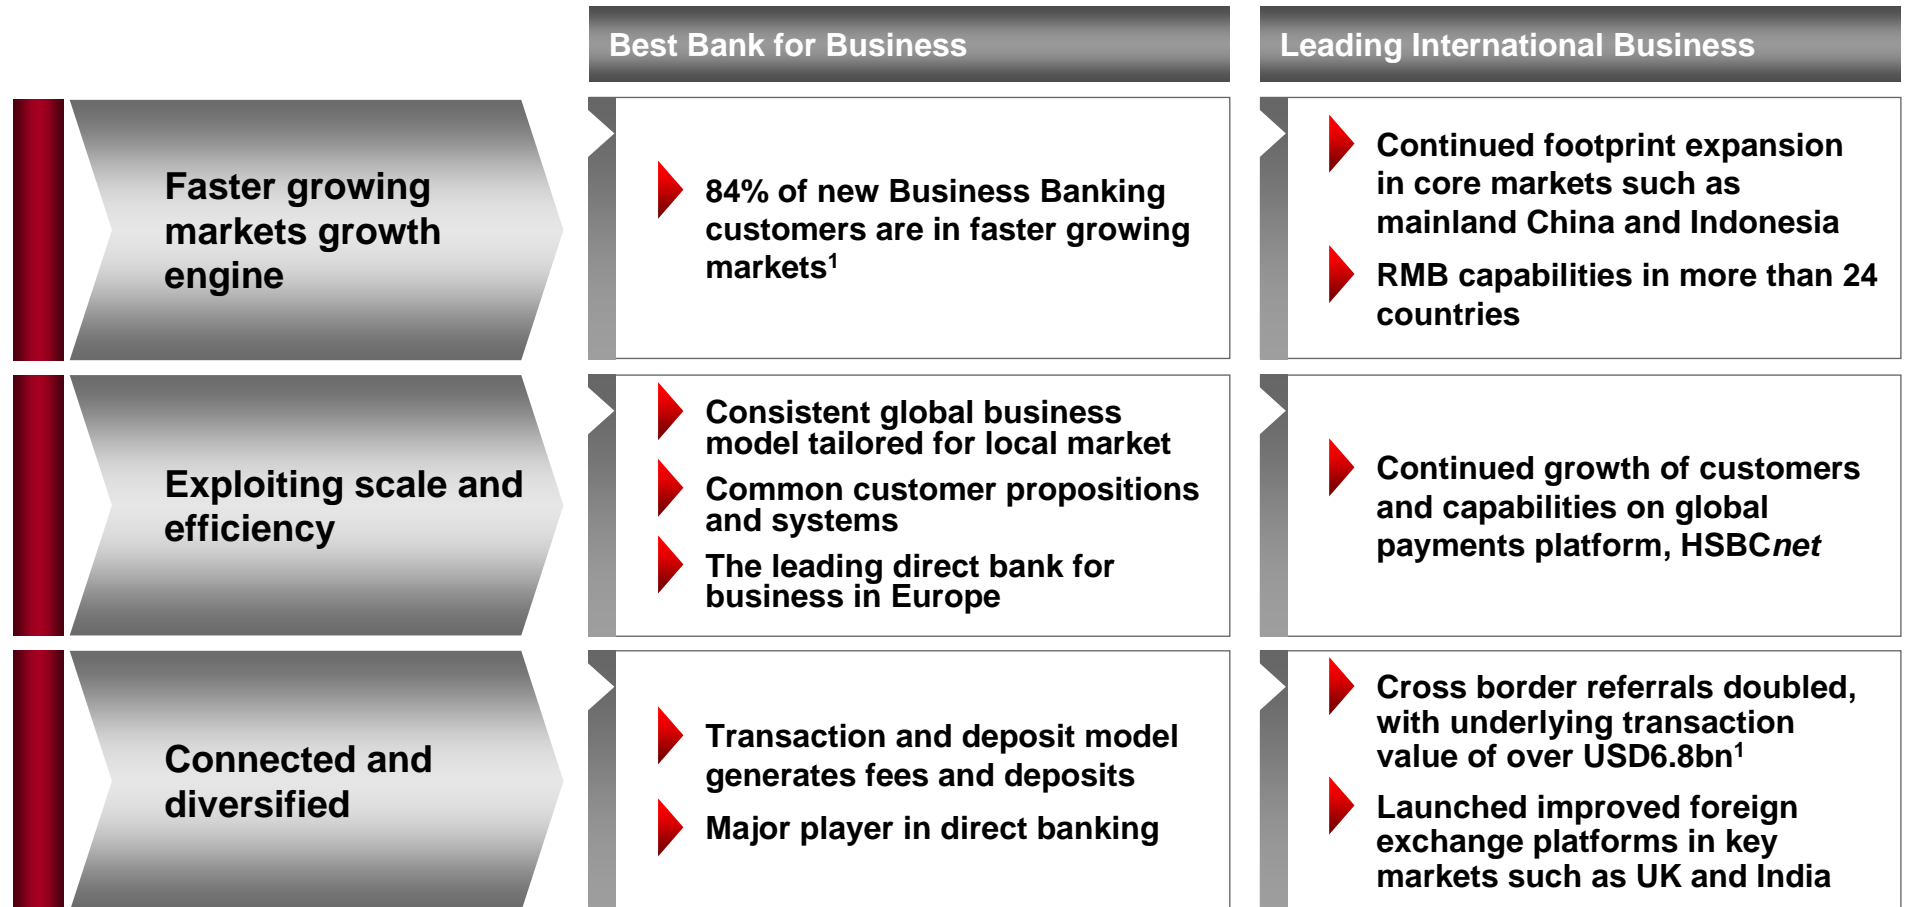 Best Bank for Business
Leading International Business
Faster growing
markets growth
engine
84% of new Business Banking
customers are in faster growing
markets1
Continued footprint expansion
in core markets such as
mainland China and Indonesia
RMB capabilities in more than 24
countries
Exploiting scale and
efficiency
Consistent global business
model tailored for local market
Common customer propositions
and systems
The leading direct bank for
business in Europe
Continued growth of customers
and capabilities on global
payments platform, HSBCnet
Connected and
diversified
Transaction and deposit model
generates fees and deposits
Major player in direct banking
Cross border referrals doubled,
with underlying transaction
value of over USD6.8bn1
Launched improved foreign
exchange platforms in key
markets such as UK and India